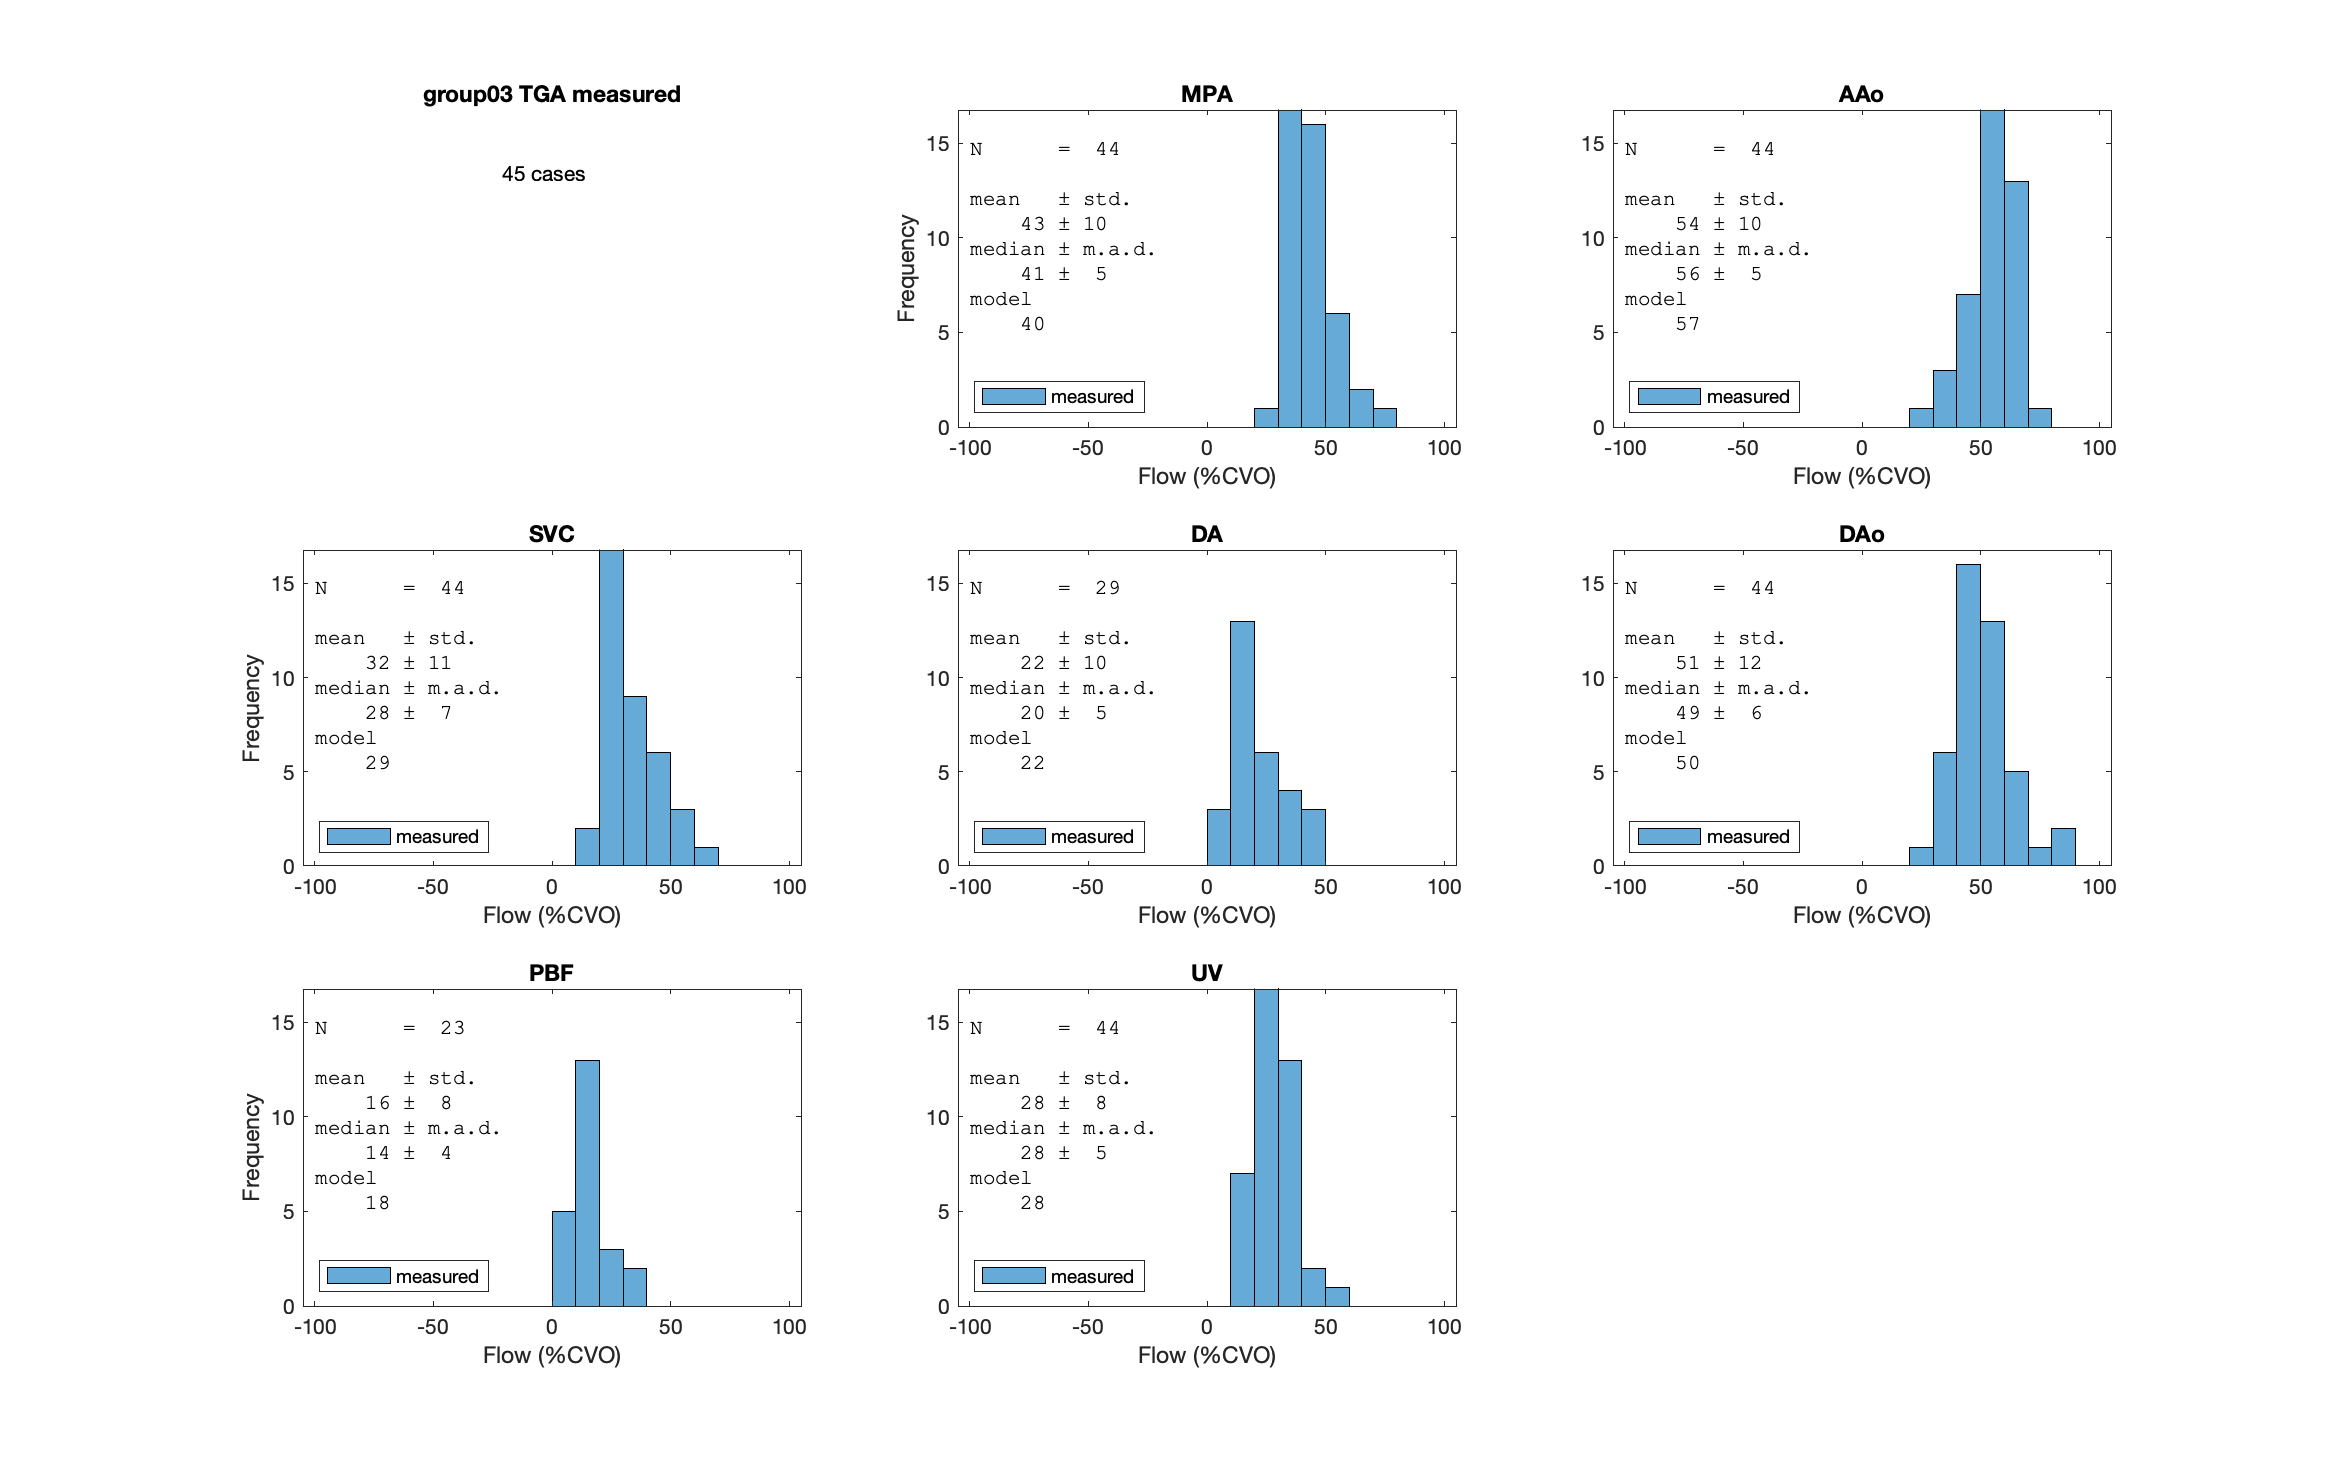 group03 TGA measured
45 cases
MPA
N = 44
mean ± std.
43 ± 10
median ± m.a.d.
41 ± 5
model
40
measured
15
10
5
0
Frequency
-100 -50 0 50 100
Flow (%CVO)
AAo
N = 44
mean ± std.
54 ± 10
median ± m.a.d.
56 ± 5
model
57
measured
15
10
5
0
-100 -50 0 50 100
Flow (%CVO)
SVC
N = 44
mean ± std.
32 ± 11
median ± m.a.d.
28 ± 7
model
29
measured
15
10
5
0
Frequency
-100 -50 0 50 100
Flow (%CVO)
DA
N = 29
mean ± std.
22 ± 10
median ± m.a.d.
20 ± 5
model
22
measured
15
10
5
0
-100 -50 0 50 100
Flow (%CVO)
DAo
N = 44
mean ± std.
51 ± 12
median ± m.a.d.
49 ± 6
model
50
measured
15
10
5
0
-100 -50 0 50 100
Flow (%CVO)
PBF
N = 23
mean ± std.
16 ± 8
median ± m.a.d.
14 ± 4
model
18
measured
15
10
5
0
Frequency
-100 -50 0 50 100
Flow (%CVO)
UV
N = 44
mean ± std.
28 ± 8
median ± m.a.d.
28 ± 5
model
28
measured
15
10
5
0
-100 -50 0 50 100
Flow (%CVO)